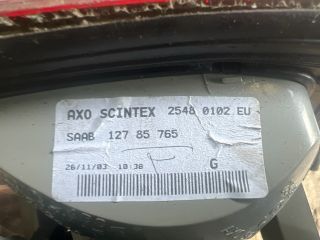 AXO SCINTEX 2548 0102 EU
SAAB 127 85 765
26/11/03 10:38 G